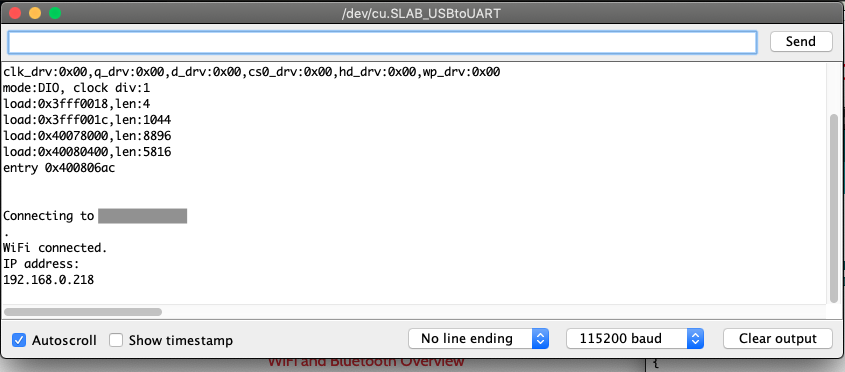 /dev/cu.SLAB_USBtoUART
Send
clk_drv:0x00,q_drv:0x00,d_drv:0x00,cs0_drv:0x00,hd_drv:0x00,wp_drv:0x00
mode:DIO, clock div:1
load:0x3fff0018,len:4
load:0x3fff001c,len:1044
load:0x40078000,len:8896
load:0x40080400,len:5816
entry 0x400806ac
Connecting to
.
WiFi connected.
IP address:
192.168.0.218
Autoscroll Show timestamp No line ending 115200 baud Clear output
WiFi and Bluetooth Overview
{